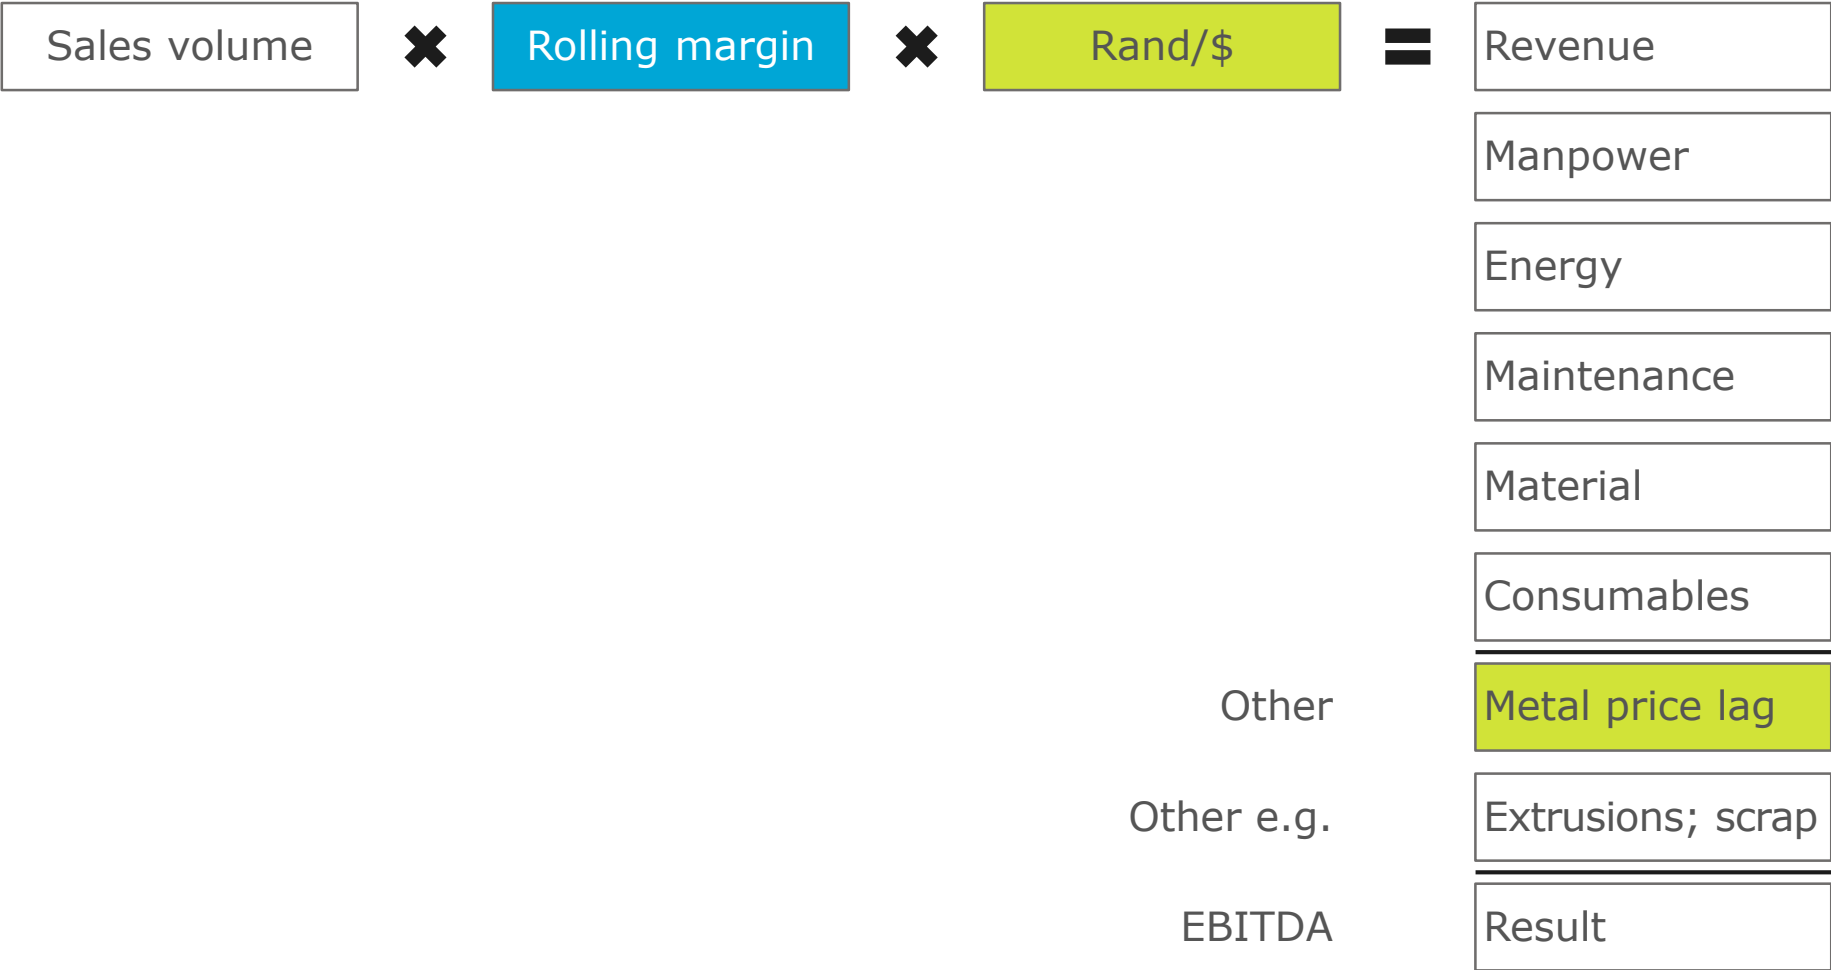 Sales volume ✖ Rolling margin ✖ Rand/$ = Revenue
Manpower
Energy
Maintenance
Material
Consumables
Other Metal price lag
Other e.g. Extrusions; scrap
EBITDA Result